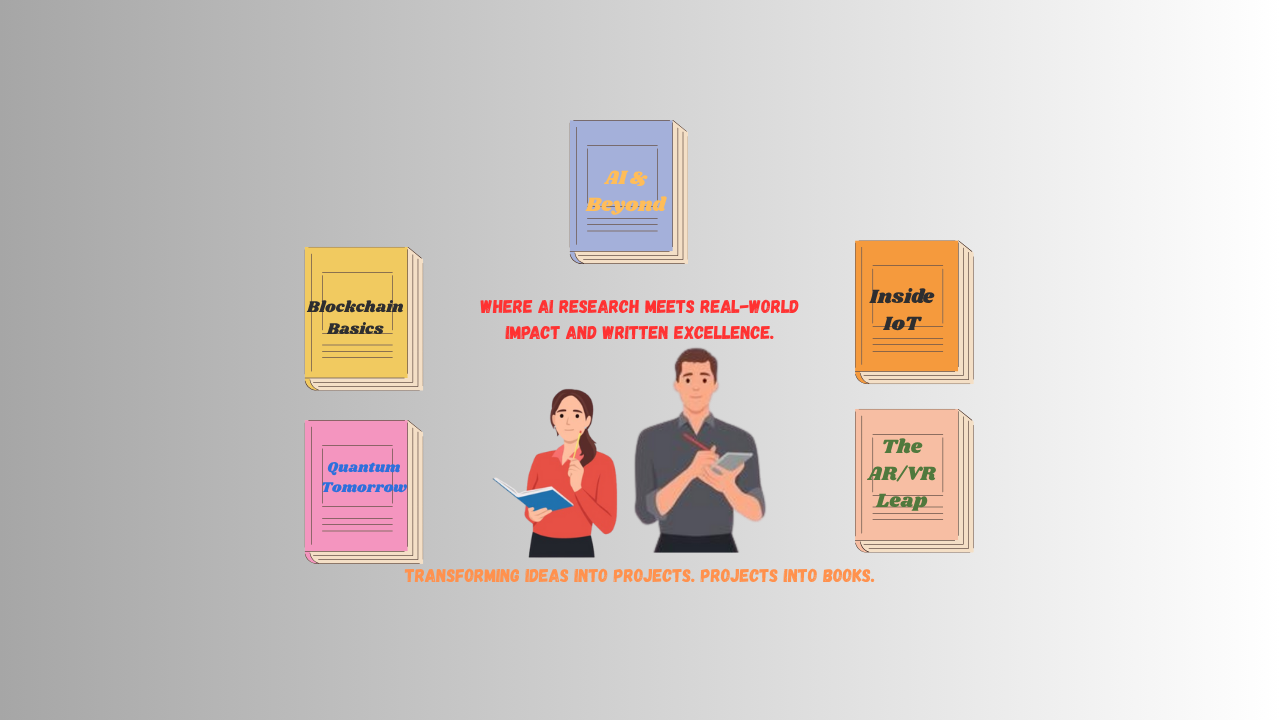 AI &
Beyond
Blockchain
Basics
Inside
IoT
WHERE AI RESEARCH MEETS REAL-WORLD
IMPACT AND WRITTEN EXCELLENCE.
Quantum
Tomorrow
The
AR/VR
Leap
TRANSFORMING IDEAS INTO PROJECTS. PROJECTS INTO BOOKS.